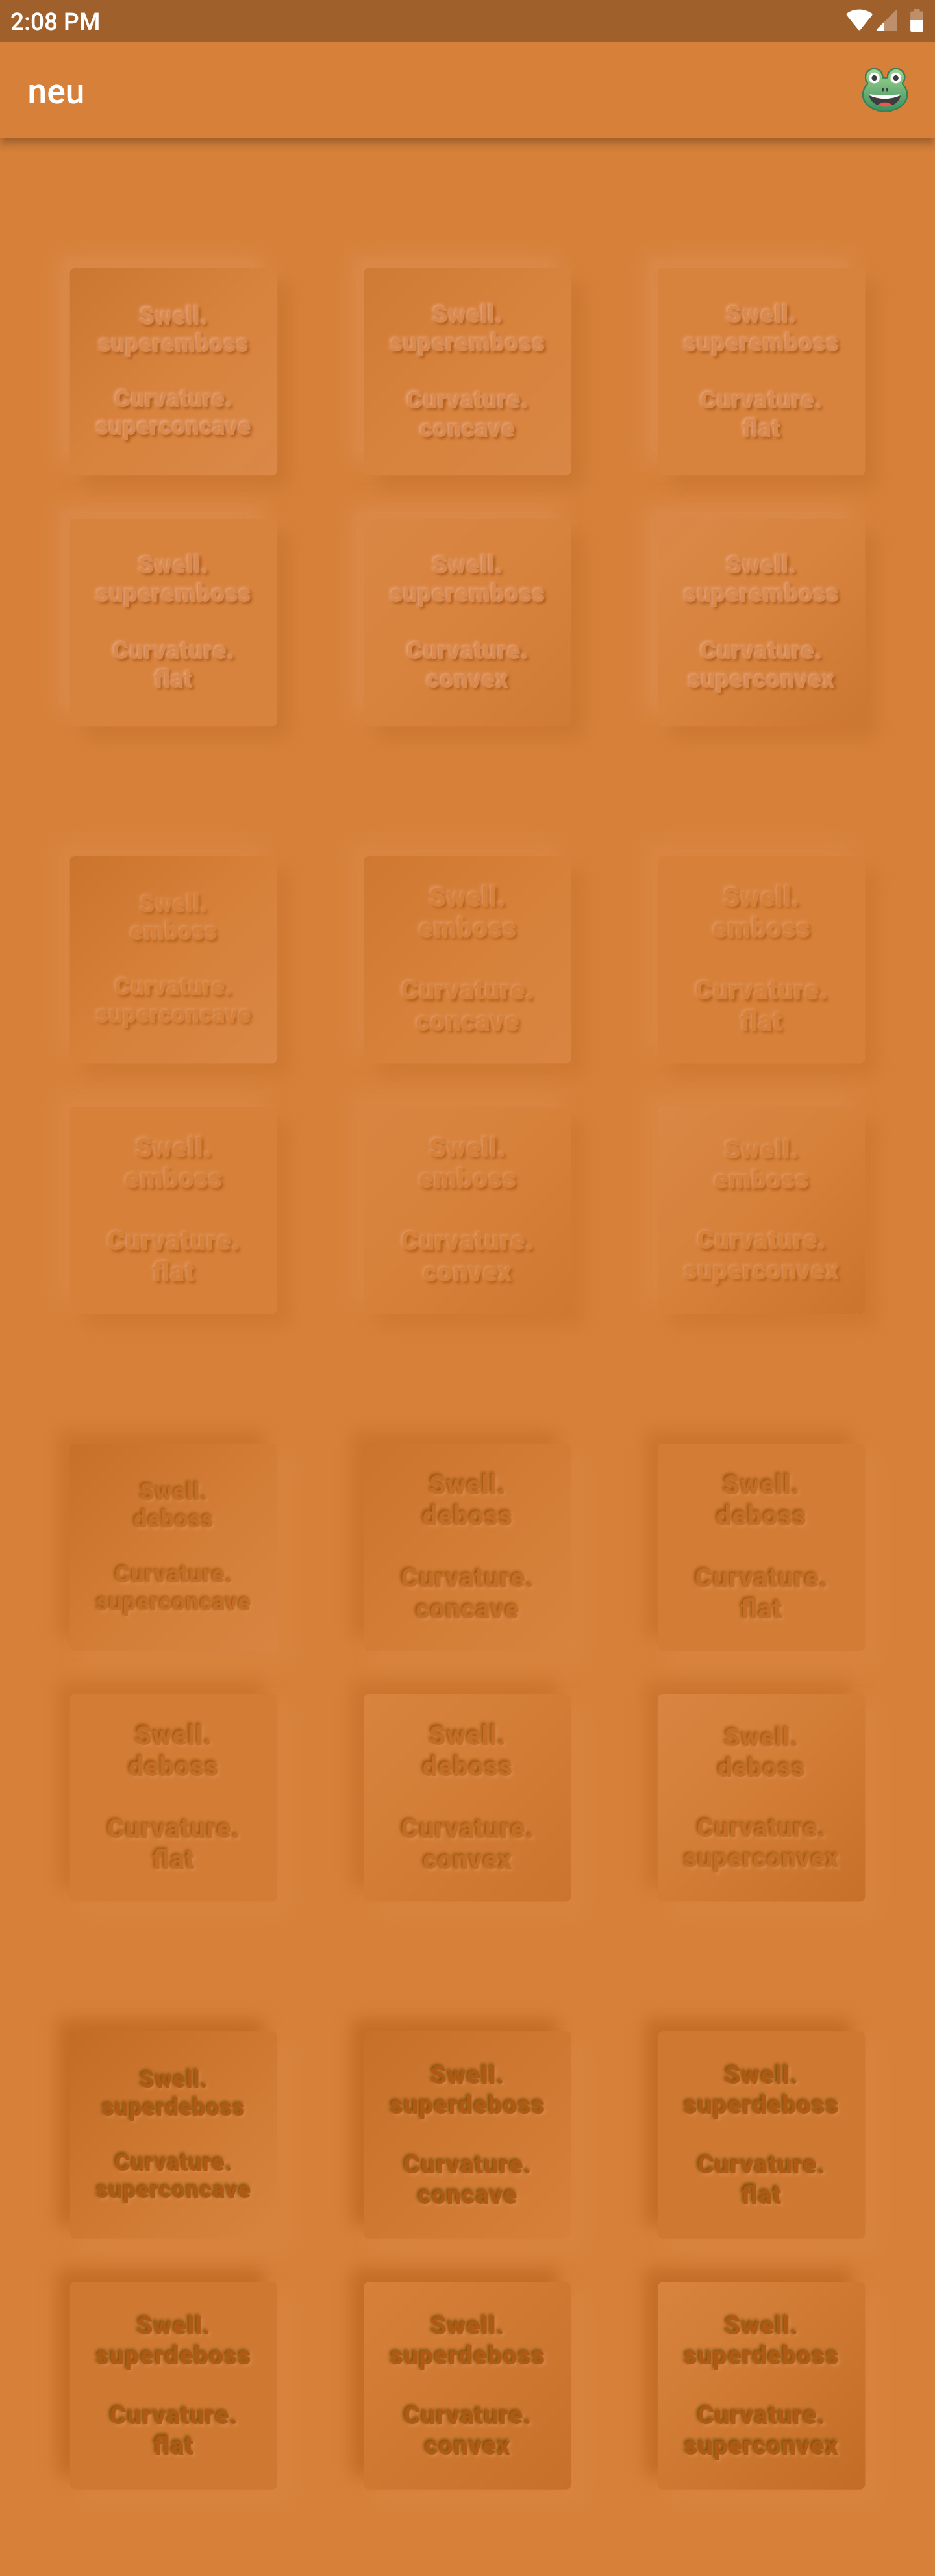 2:08 PM
neu
Swell.
superemboss
Curvature.
superconcave
Swell.
superemboss
Curvature.
concave
Swell.
superemboss
Curvature.
flat
Swell.
superemboss
Curvature.
flat
Swell.
superemboss
Curvature.
convex
Swell.
superemboss
Curvature.
superconvex
Swell.
emboss
Curvature.
superconcave
Swell.
emboss
Curvature.
concave
Swell.
emboss
Curvature.
flat
Swell.
emboss
Curvature.
flat
Swell.
emboss
Curvature.
convex
Swell.
emboss
Curvature.
superconvex
Swell.
deboss
Curvature.
superconcave
Swell.
deboss
Curvature.
concave
Swell.
deboss
Curvature.
flat
Swell.
deboss
Curvature.
flat
Swell.
deboss
Curvature.
convex
Swell.
deboss
Curvature.
superconvex
Swell.
superdeboss
Curvature.
superconcave
Swell.
superdeboss
Curvature.
concave
Swell.
superdeboss
Curvature.
flat
Swell.
superdeboss
Curvature.
flat
Swell.
superdeboss
Curvature.
convex
Swell.
superdeboss
Curvature.
superconvex